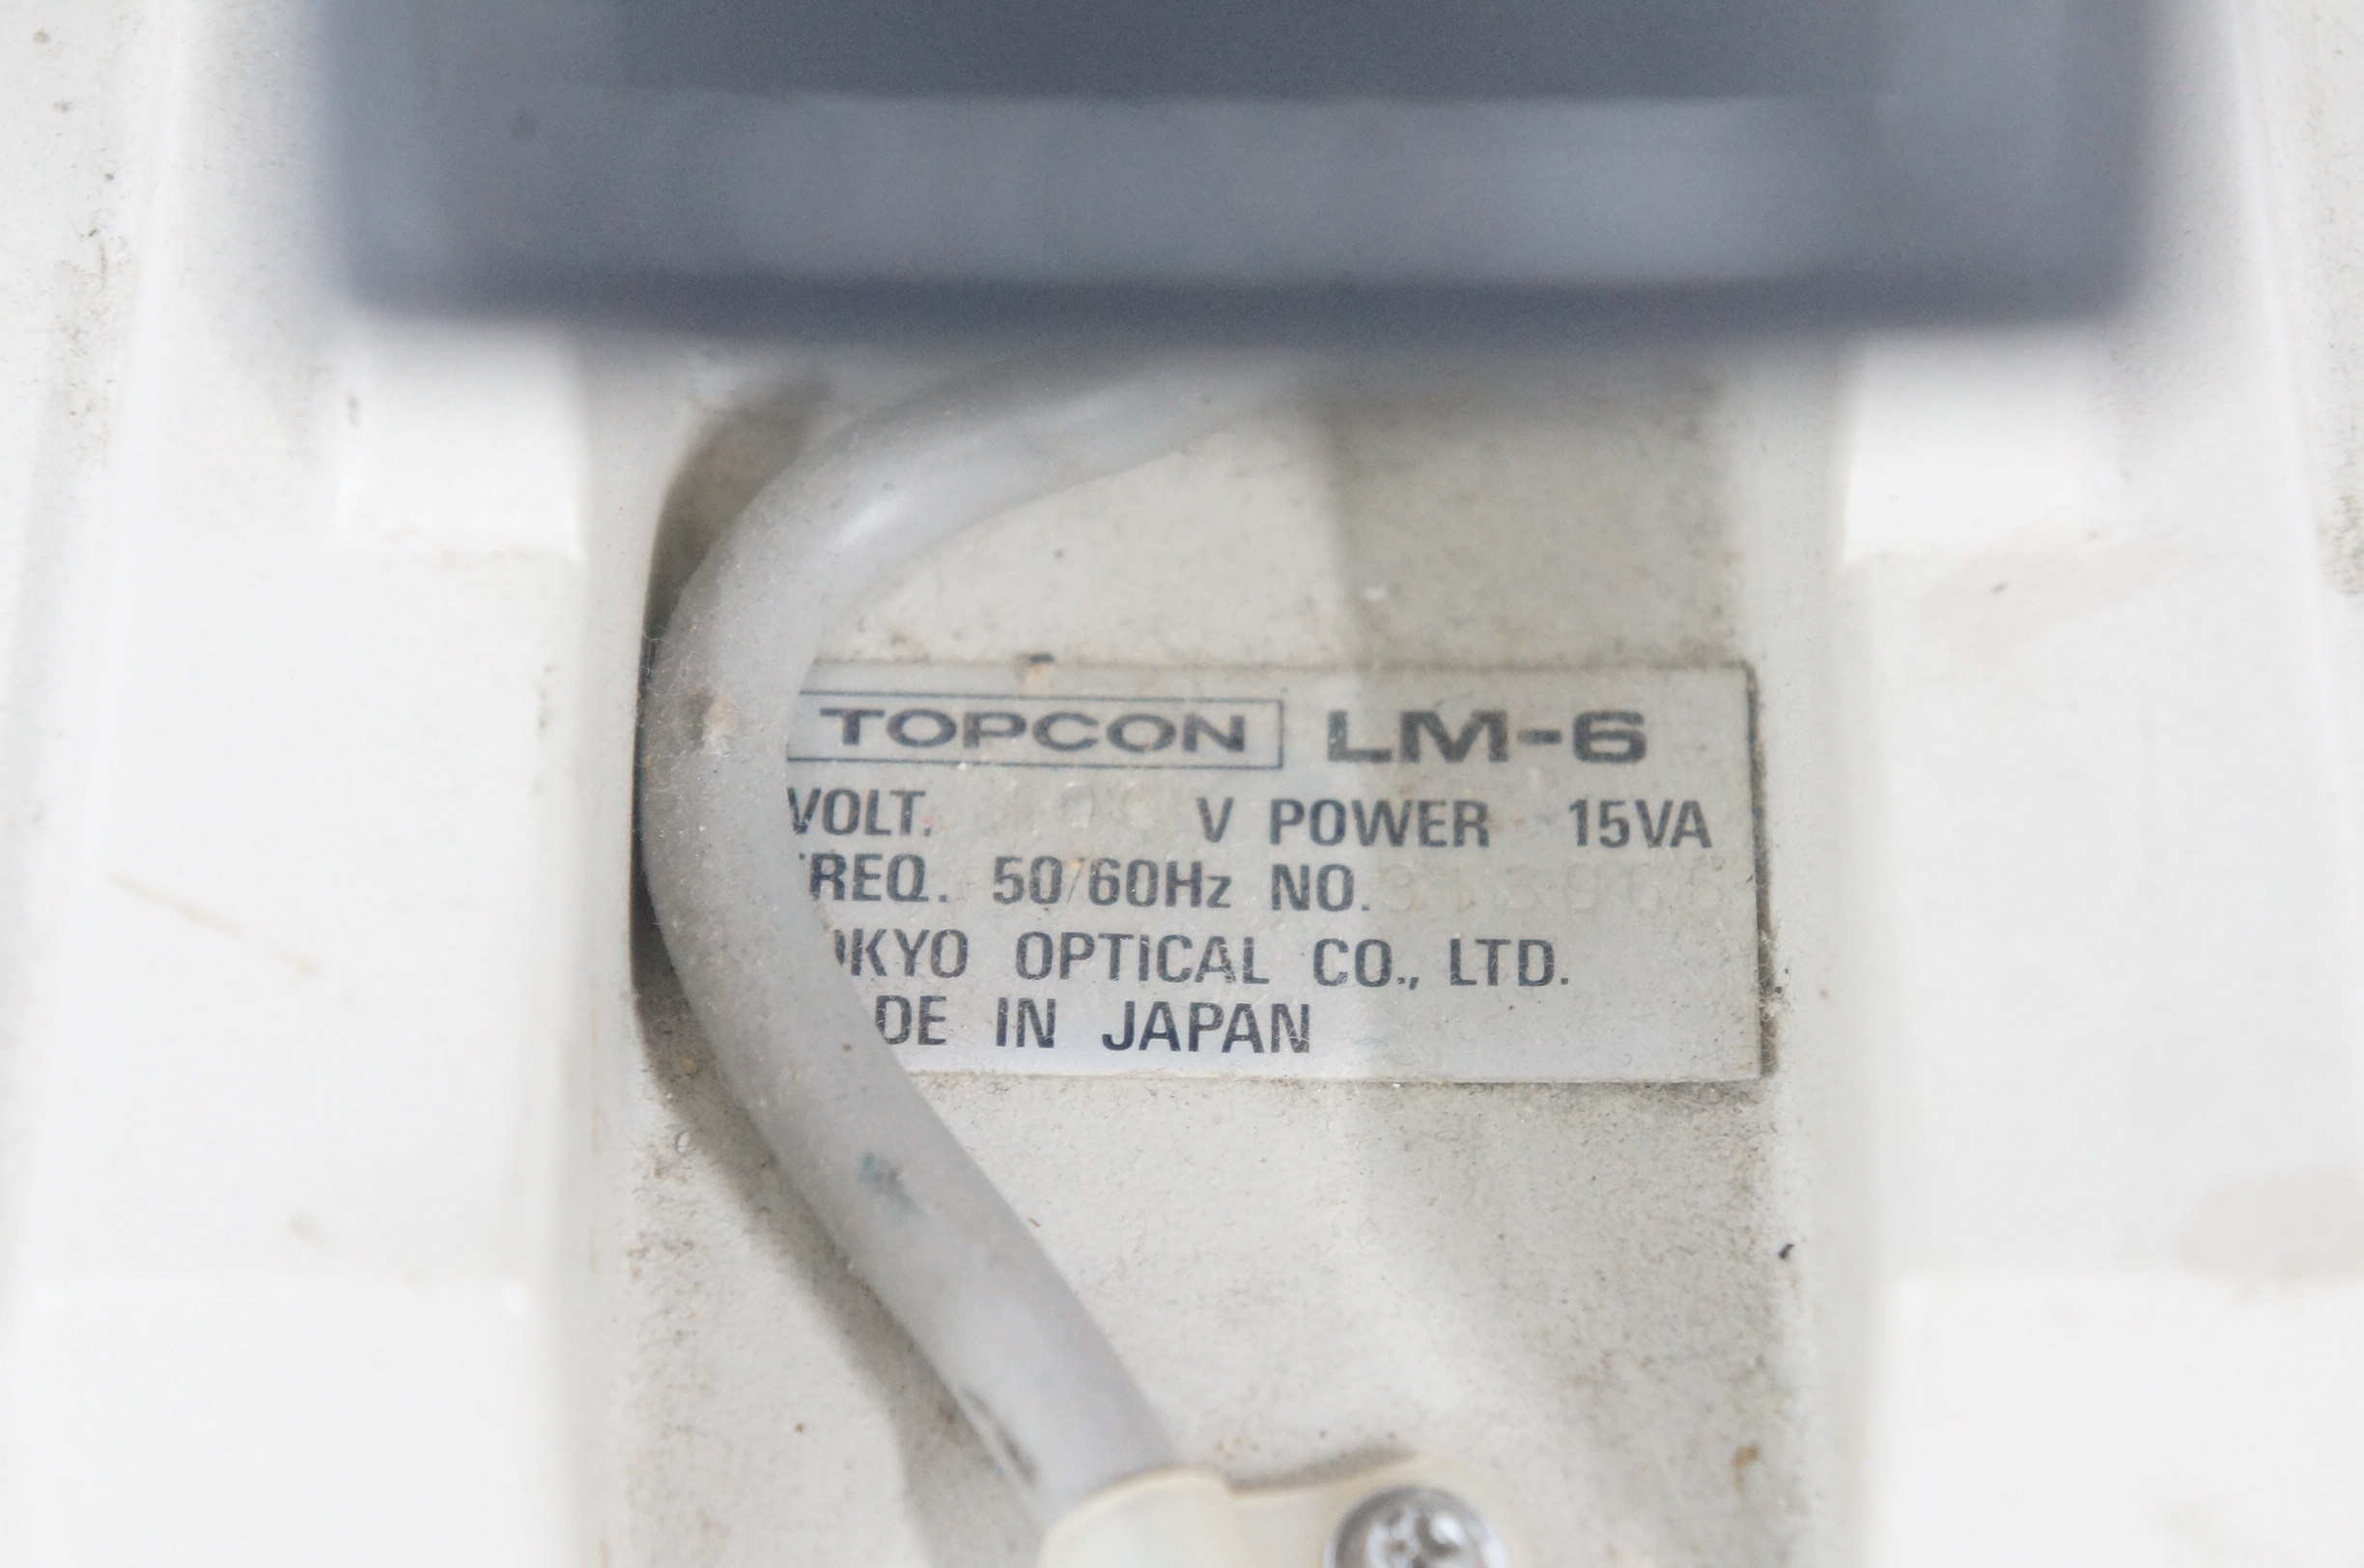 TOPCON LM-6
VOLT. V POWER 15VA
REQ. 50/60Hz NO.
OKYO OPTICAL CO., LTD.
DE IN JAPAN